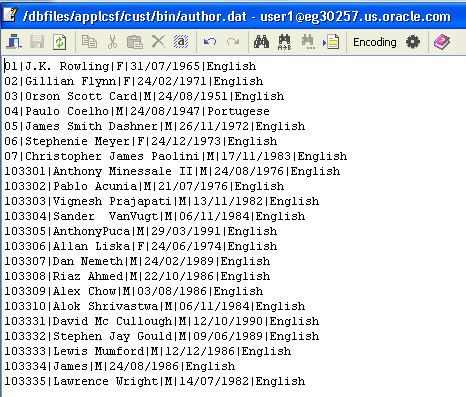 /dbfiles/applcsf/cust/bin/author.dat - user1@eg30257.us.oracle.com
Encoding
01|J.K. Rowling|F|31/07/1965|English
02|Gillian Flynn|F|24/02/1971|English
03|Orson Scott Card|M|24/08/1951|English
04|Paulo Coelho|M|24/08/1947|Portugese
05|James Smith Dashner|M|26/11/1972|English
06|Stephenie Meyer|F|24/12/1973|English
07|Christopher James Paolini|M|17/11/1983|English
103301|Anthony Minessale II|M|24/08/1976|English
103302|Pablo Acunia|M|21/07/1976|English
103303|Vignesh Prajapati|M|13/11/1982|English
103304|Sander  VanVugt|M|06/11/1984|English
103305|AnthonyPuca|M|29/03/1991|English
103306|Allan Liska|F|24/06/1974|English
103307|Dan Nemeth|M|24/02/1989|English
103308|Riaz Ahmed|M|22/10/1986|English
103309|Alex Chow|M|03/08/1986|English
103310|Alok Shrivastwa|M|06/11/1984|English
103331|David Mc Cullough|M|12/10/1990|English
103332|Stephen Jay Gould|M|09/06/1989|English
103333|Lewis Mumford|M|12/12/1986|English
103334|James|M|24/08/1986|English
103335|Lawrence Wright|M|14/07/1982|English